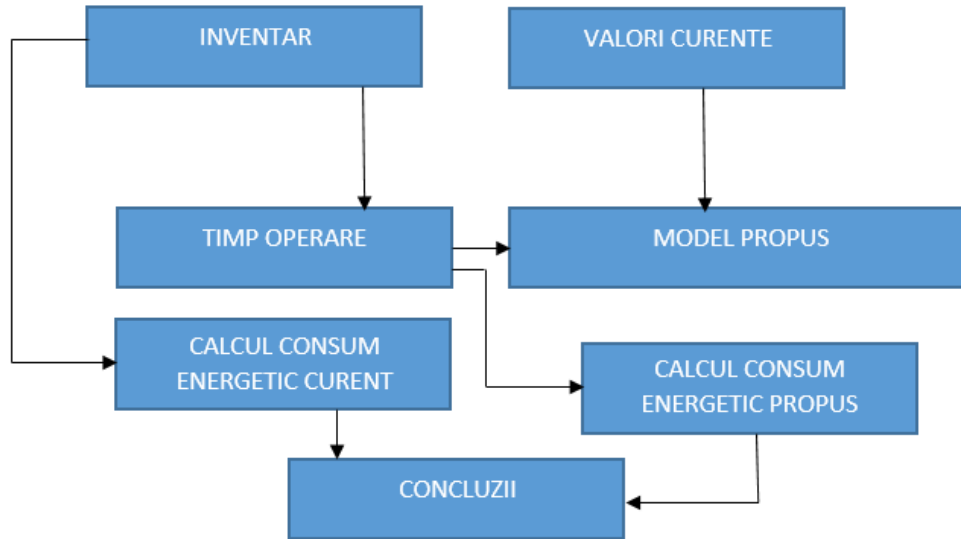 INVENTAR
VALORI CURENTE
TIMP OPERARE
MODEL PROPUS
CALCUL CONSUM
ENERGETIC CURENT
CALCUL CONSUM
ENERGETIC PROPUS
CONCLUZII